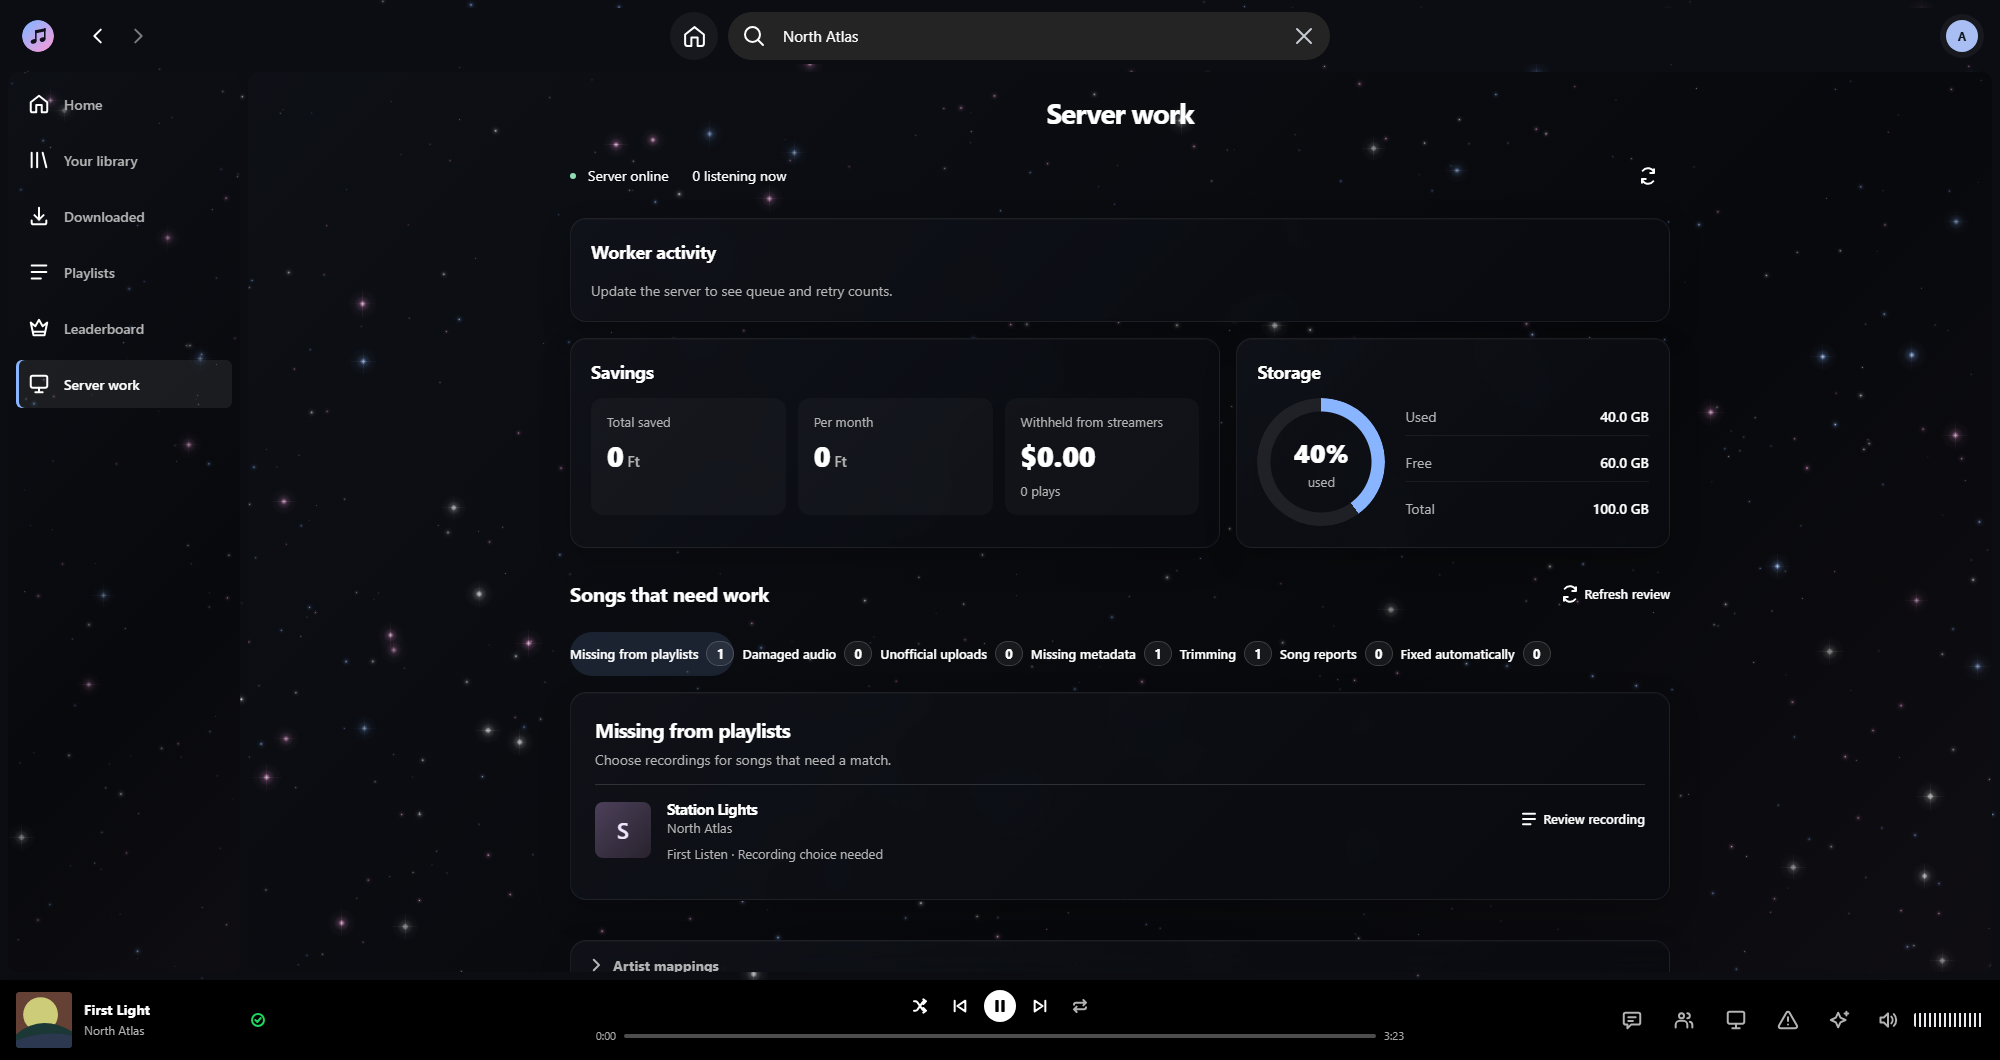 North Atlas
A
Home
Your library
Downloaded
Playlists
Leaderboard
Server work
Server work
Server online
0 listening now
Worker activity
Update the server to see queue and retry counts.
Savings
Total saved
0 Ft
Per month
0 Ft
Withheld from streamers
$0.00
0 plays
Storage
40%
used
Used 40.0 GB
Free 60.0 GB
Total 100.0 GB
Songs that need work
Refresh review
Missing from playlists 1 Damaged audio 0 Unofficial uploads 0 Missing metadata 1 Trimming 1 Song reports 0 Fixed automatically 0
Missing from playlists
Choose recordings for songs that need a match.
S
Station Lights
North Atlas
First Listen · Recording choice needed
Review recording
Artist mappings
First Light
North Atlas
0:00
3:23